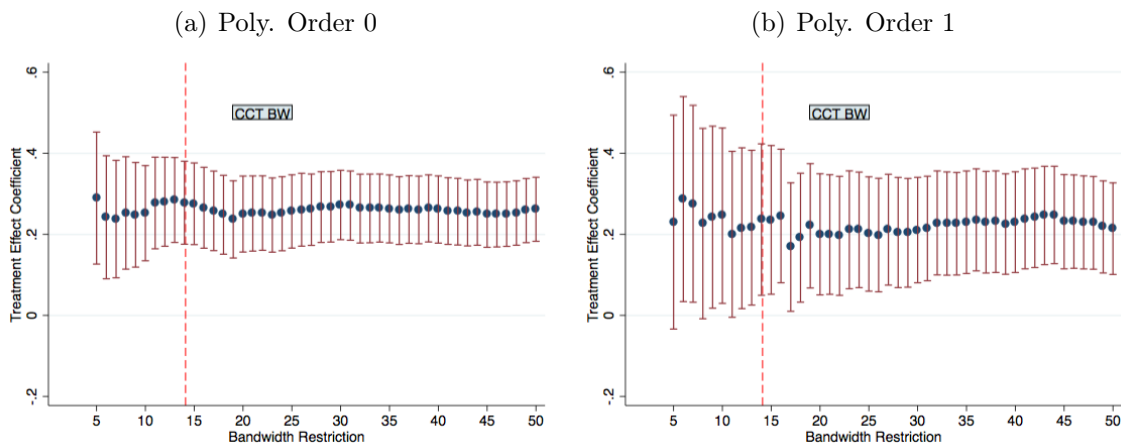 (a) Poly. Order 0
.6
.4
.2
0
-.2
Treatment Effect Coefficient
CCT BW
5 10 15 20 25 30 35 40 45 50
Bandwidth Restriction
(b) Poly. Order 1
.6
.4
.2
0
-.2
Treatment Effect Coefficient
CCT BW
5 10 15 20 25 30 35 40 45 50
Bandwidth Restriction